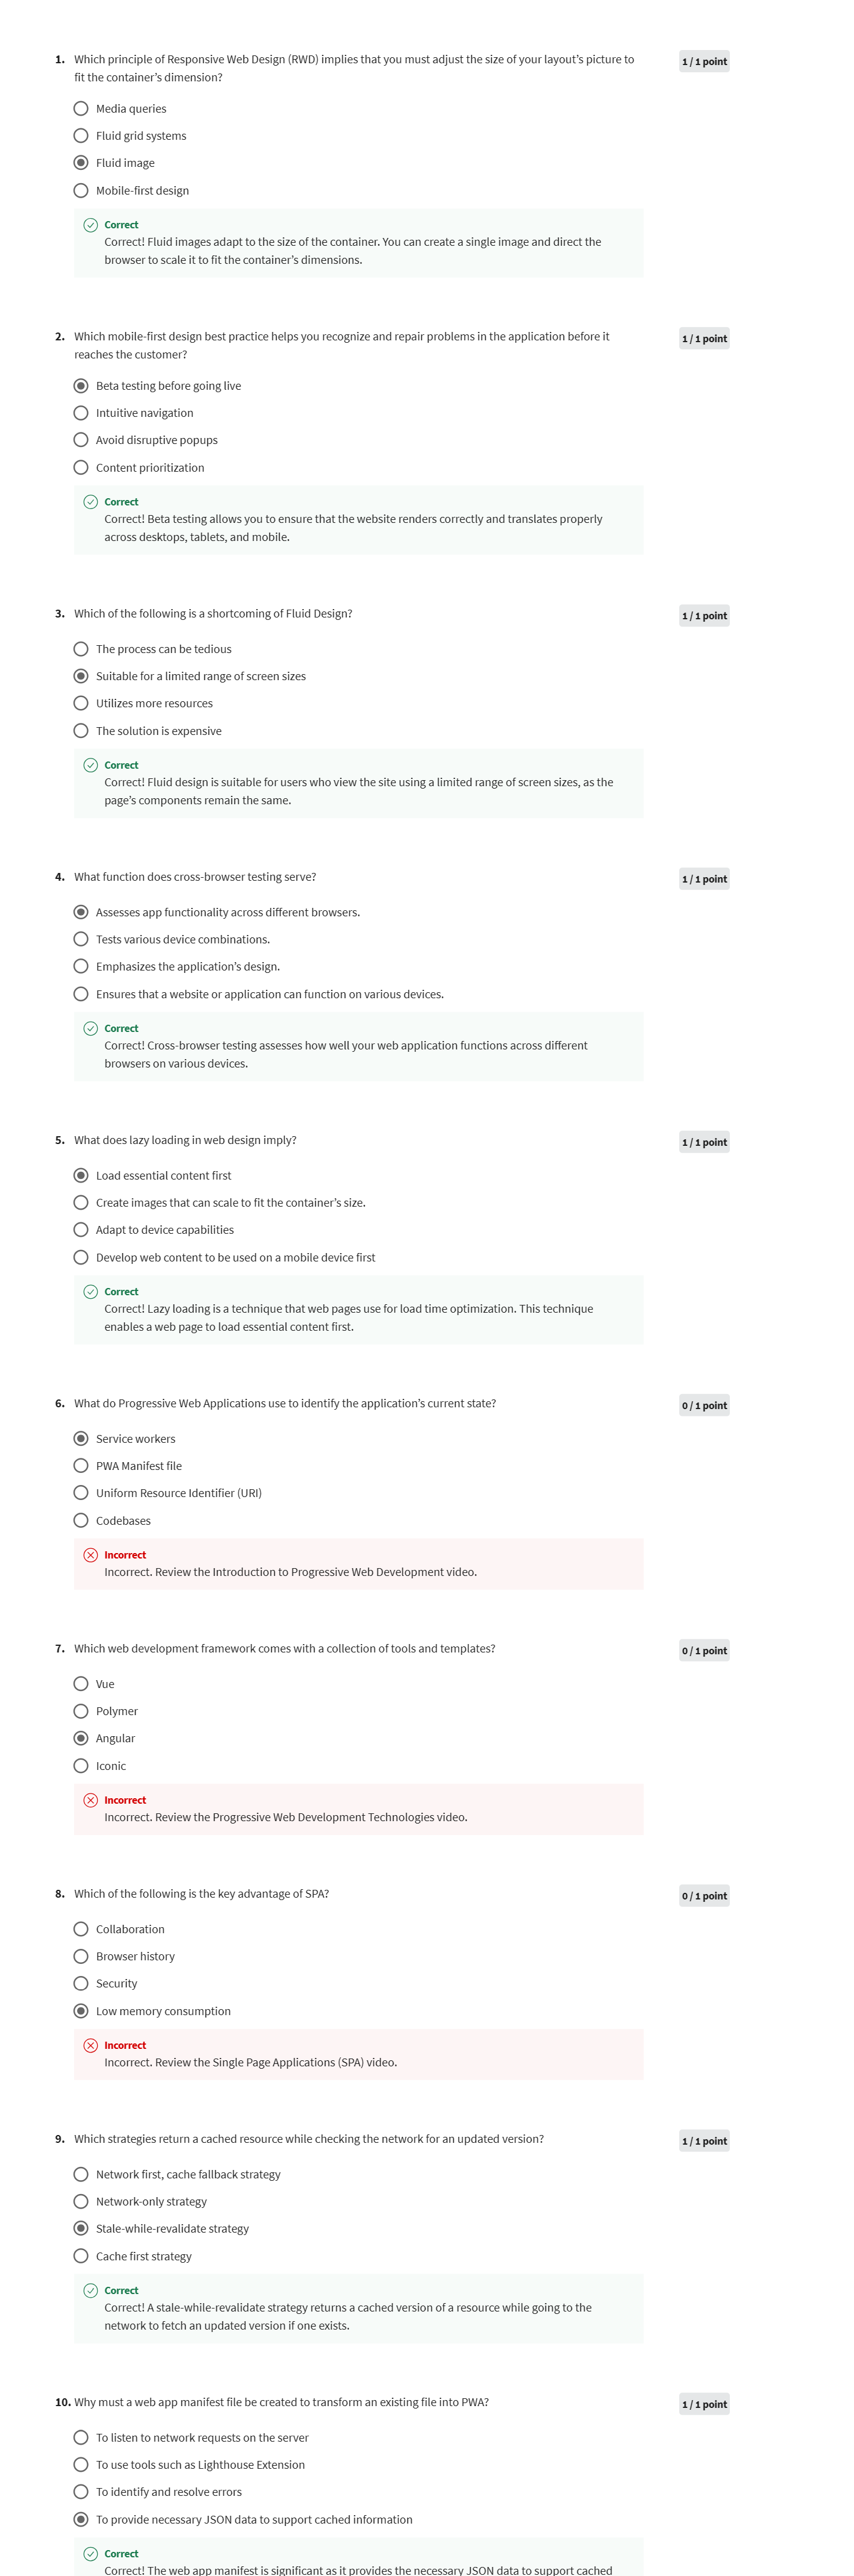 1. Which principle of Responsive Web Design (RWD) implies that you must adjust the size of your layout's picture to
fit the container's dimension?
1 / 1 point
Media queries
Fluid grid systems
Fluid image
Mobile-first design
Correct
Correct! Fluid images adapt to the size of the container. You can create a single image and direct the
browser to scale it to fit the container's dimensions.
2. Which mobile-first design best practice helps you recognize and repair problems in the application before it
reaches the customer?
1 / 1 point
Beta testing before going live
Intuitive navigation
Avoid disruptive popups
Content prioritization
Correct
Correct! Beta testing allows you to ensure that the website renders correctly and translates properly
across desktops, tablets, and mobile.
3. Which of the following is a shortcoming of Fluid Design?
1 / 1 point
The process can be tedious
Suitable for a limited range of screen sizes
Utilizes more resources
The solution is expensive
Correct
Correct! Fluid design is suitable for users who view the site using a limited range of screen sizes, as the
page's components remain the same.
4. What function does cross-browser testing serve?
1 / 1 point
Assesses app functionality across different browsers.
Tests various device combinations.
Emphasizes the application's design.
Ensures that a website or application can function on various devices.
Correct
Correct! Cross-browser testing assesses how well your web application functions across different
browsers on various devices.
5. What does lazy loading in web design imply?
1 / 1 point
Load essential content first
Create images that can scale to fit the container's size.
Adapt to device capabilities
Develop web content to be used on a mobile device first
Correct
Correct! Lazy loading is a technique that web pages use for load time optimization. This technique
enables a web page to load essential content first.
6. What do Progressive Web Applications use to identify the application's current state?
0 / 1 point
Service workers
PWA Manifest file
Uniform Resource Identifier (URI)
Codebases
Incorrect
Incorrect. Review the Introduction to Progressive Web Development video.
7. Which web development framework comes with a collection of tools and templates?
0 / 1 point
Vue
Polymer
Angular
Iconic
Incorrect
Incorrect. Review the Progressive Web Development Technologies video.
8. Which of the following is the key advantage of SPA?
0 / 1 point
Collaboration
Browser history
Security
Low memory consumption
Incorrect
Incorrect. Review the Single Page Applications (SPA) video.
9. Which strategies return a cached resource while checking the network for an updated version?
1 / 1 point
Network first, cache fallback strategy
Network-only strategy
Stale-while-revalidate strategy
Cache first strategy
Correct
Correct! A stale-while-revalidate strategy returns a cached version of a resource while going to the
network to fetch an updated version if one exists.
10. Why must a web app manifest file be created to transform an existing file into PWA?
1 / 1 point
To listen to network requests on the server
To use tools such as Lighthouse Extension
To identify and resolve errors
To provide necessary JSON data to support cached information
Correct
Correct! The web app manifest is significant as it provides the necessary JSON data to support cached